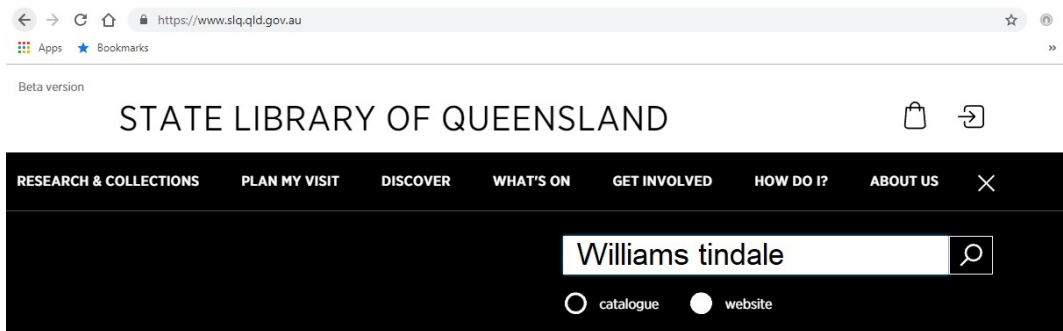 https://www.slq.qld.gov.au
Apps Bookmarks »
Beta version
STATE LIBRARY OF QUEENSLAND
RESEARCH & COLLECTIONS PLAN MY VISIT DISCOVER WHAT'S ON GET INVOLVED HOW DO I? ABOUT US
Williams tindale
catalogue website